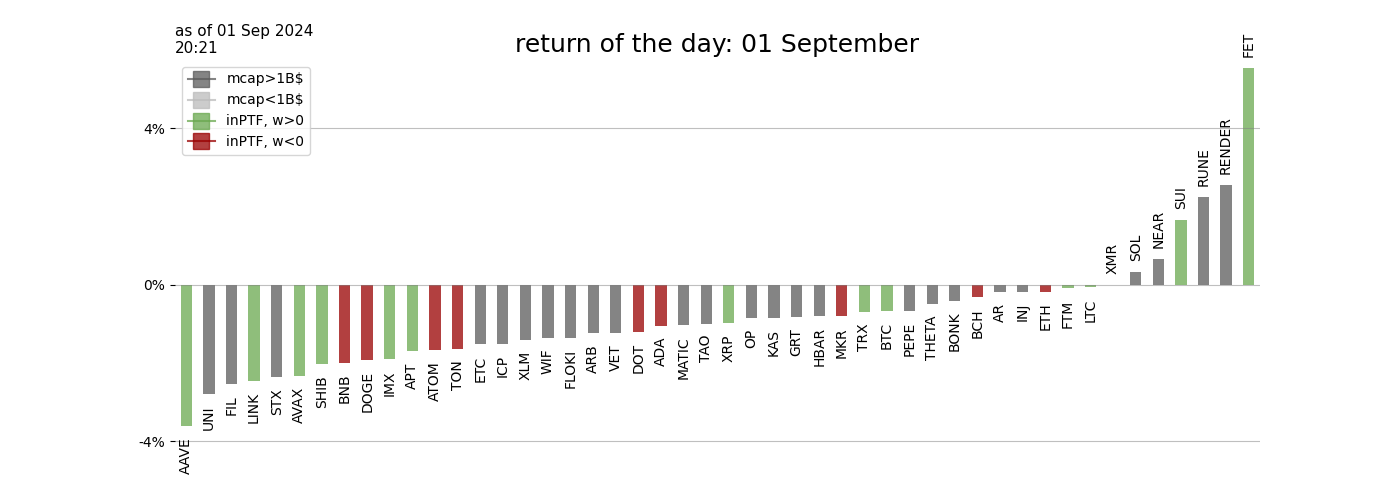 as of 01 Sep 2024
20:21
return of the day: 01 September
mcap>1B$
mcap<1B$
inPTF, w>0
inPTF, w<0
4%
0%
-4%
AAVE
UNI
FIL
LINK
STX
AVAX
SHIB
BNB
DOGE
IMX
APT
ATOM
TON
ETC
ICP
XLM
WIF
FLOKI
ARB
VET
DOT
ADA
MATIC
TAO
XRP
OP
KAS
GRT
HBAR
MKR
TRX
BTC
PEPE
THETA
BONK
BCH
AR
INJ
ETH
FTM
LTC
XMR
SOL
NEAR
SUI
RUNE
RENDER
FET